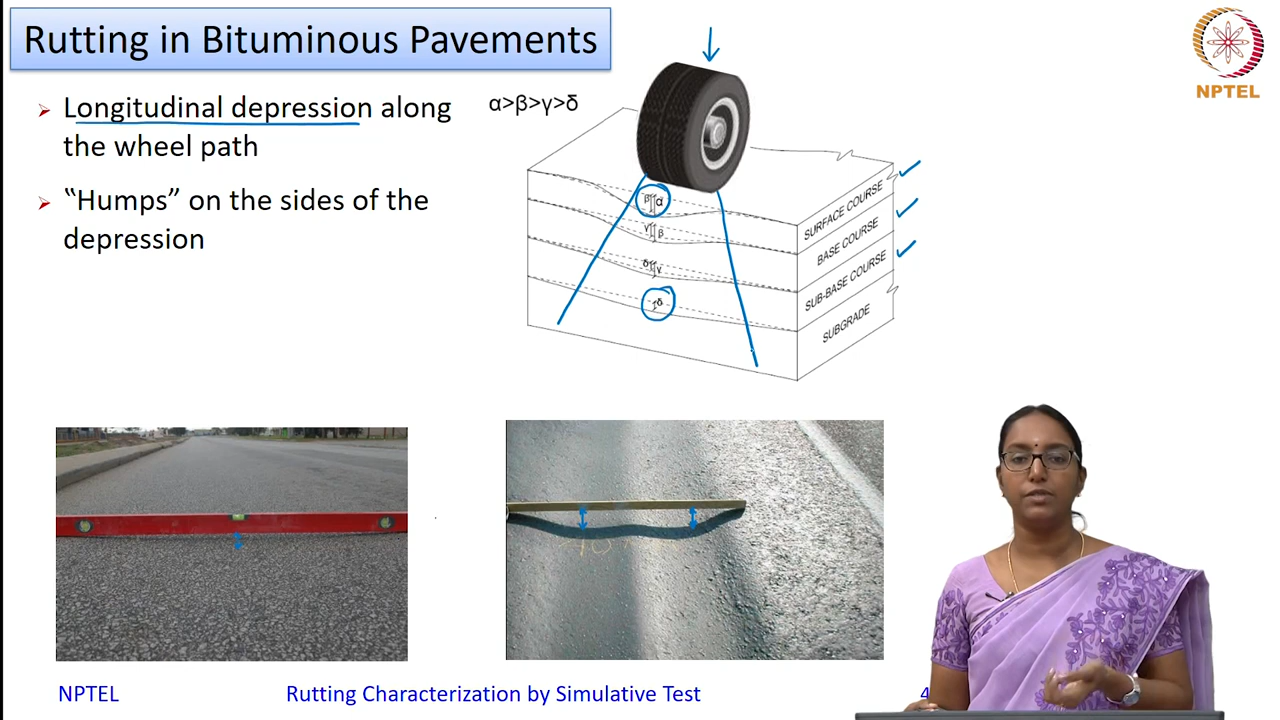 Rutting in Bituminous Pavements
NPTEL
➢ Longitudinal depression along
the wheel path
➢ "Humps" on the sides of the
depression
α>β>γ>δ
β α
γ β
δ γ
δ
SURFACE COURSE
BASE COURSE
SUB-BASE COURSE
SUBGRADE
NPTEL
Rutting Characterization by Simulative Test
4